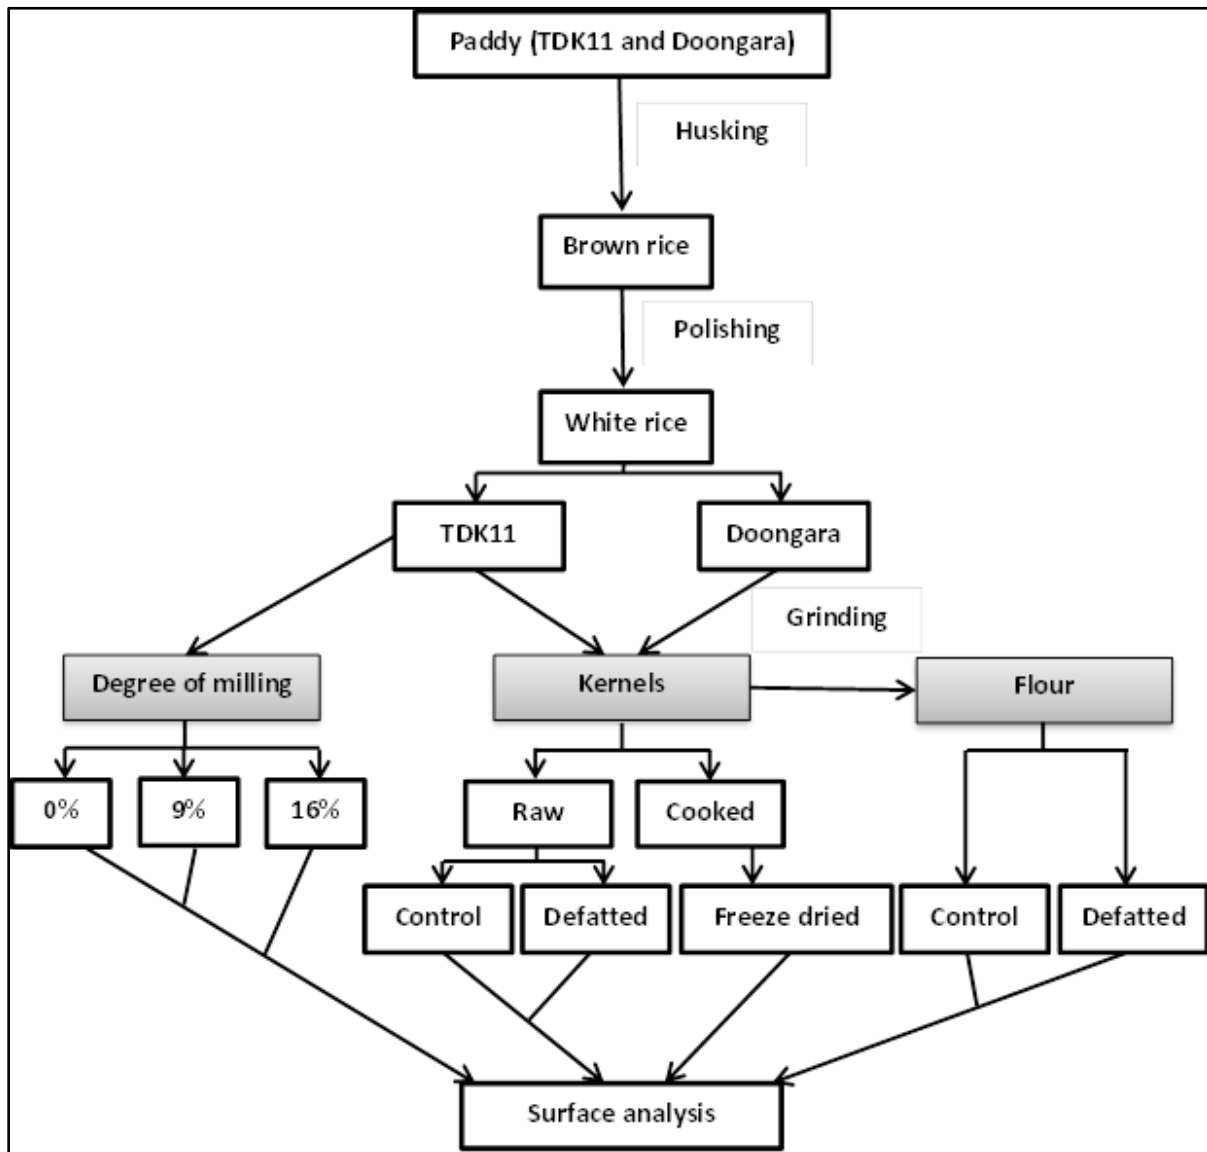 Paddy (TDK11 and Doongara)
Husking
Brown rice
Polishing
White rice
TDK11
Doongara
Grinding
Degree of milling
Kernels
Flour
0%
9%
16%
Raw
Cooked
Control
Defatted
Freeze dried
Control
Defatted
Surface analysis